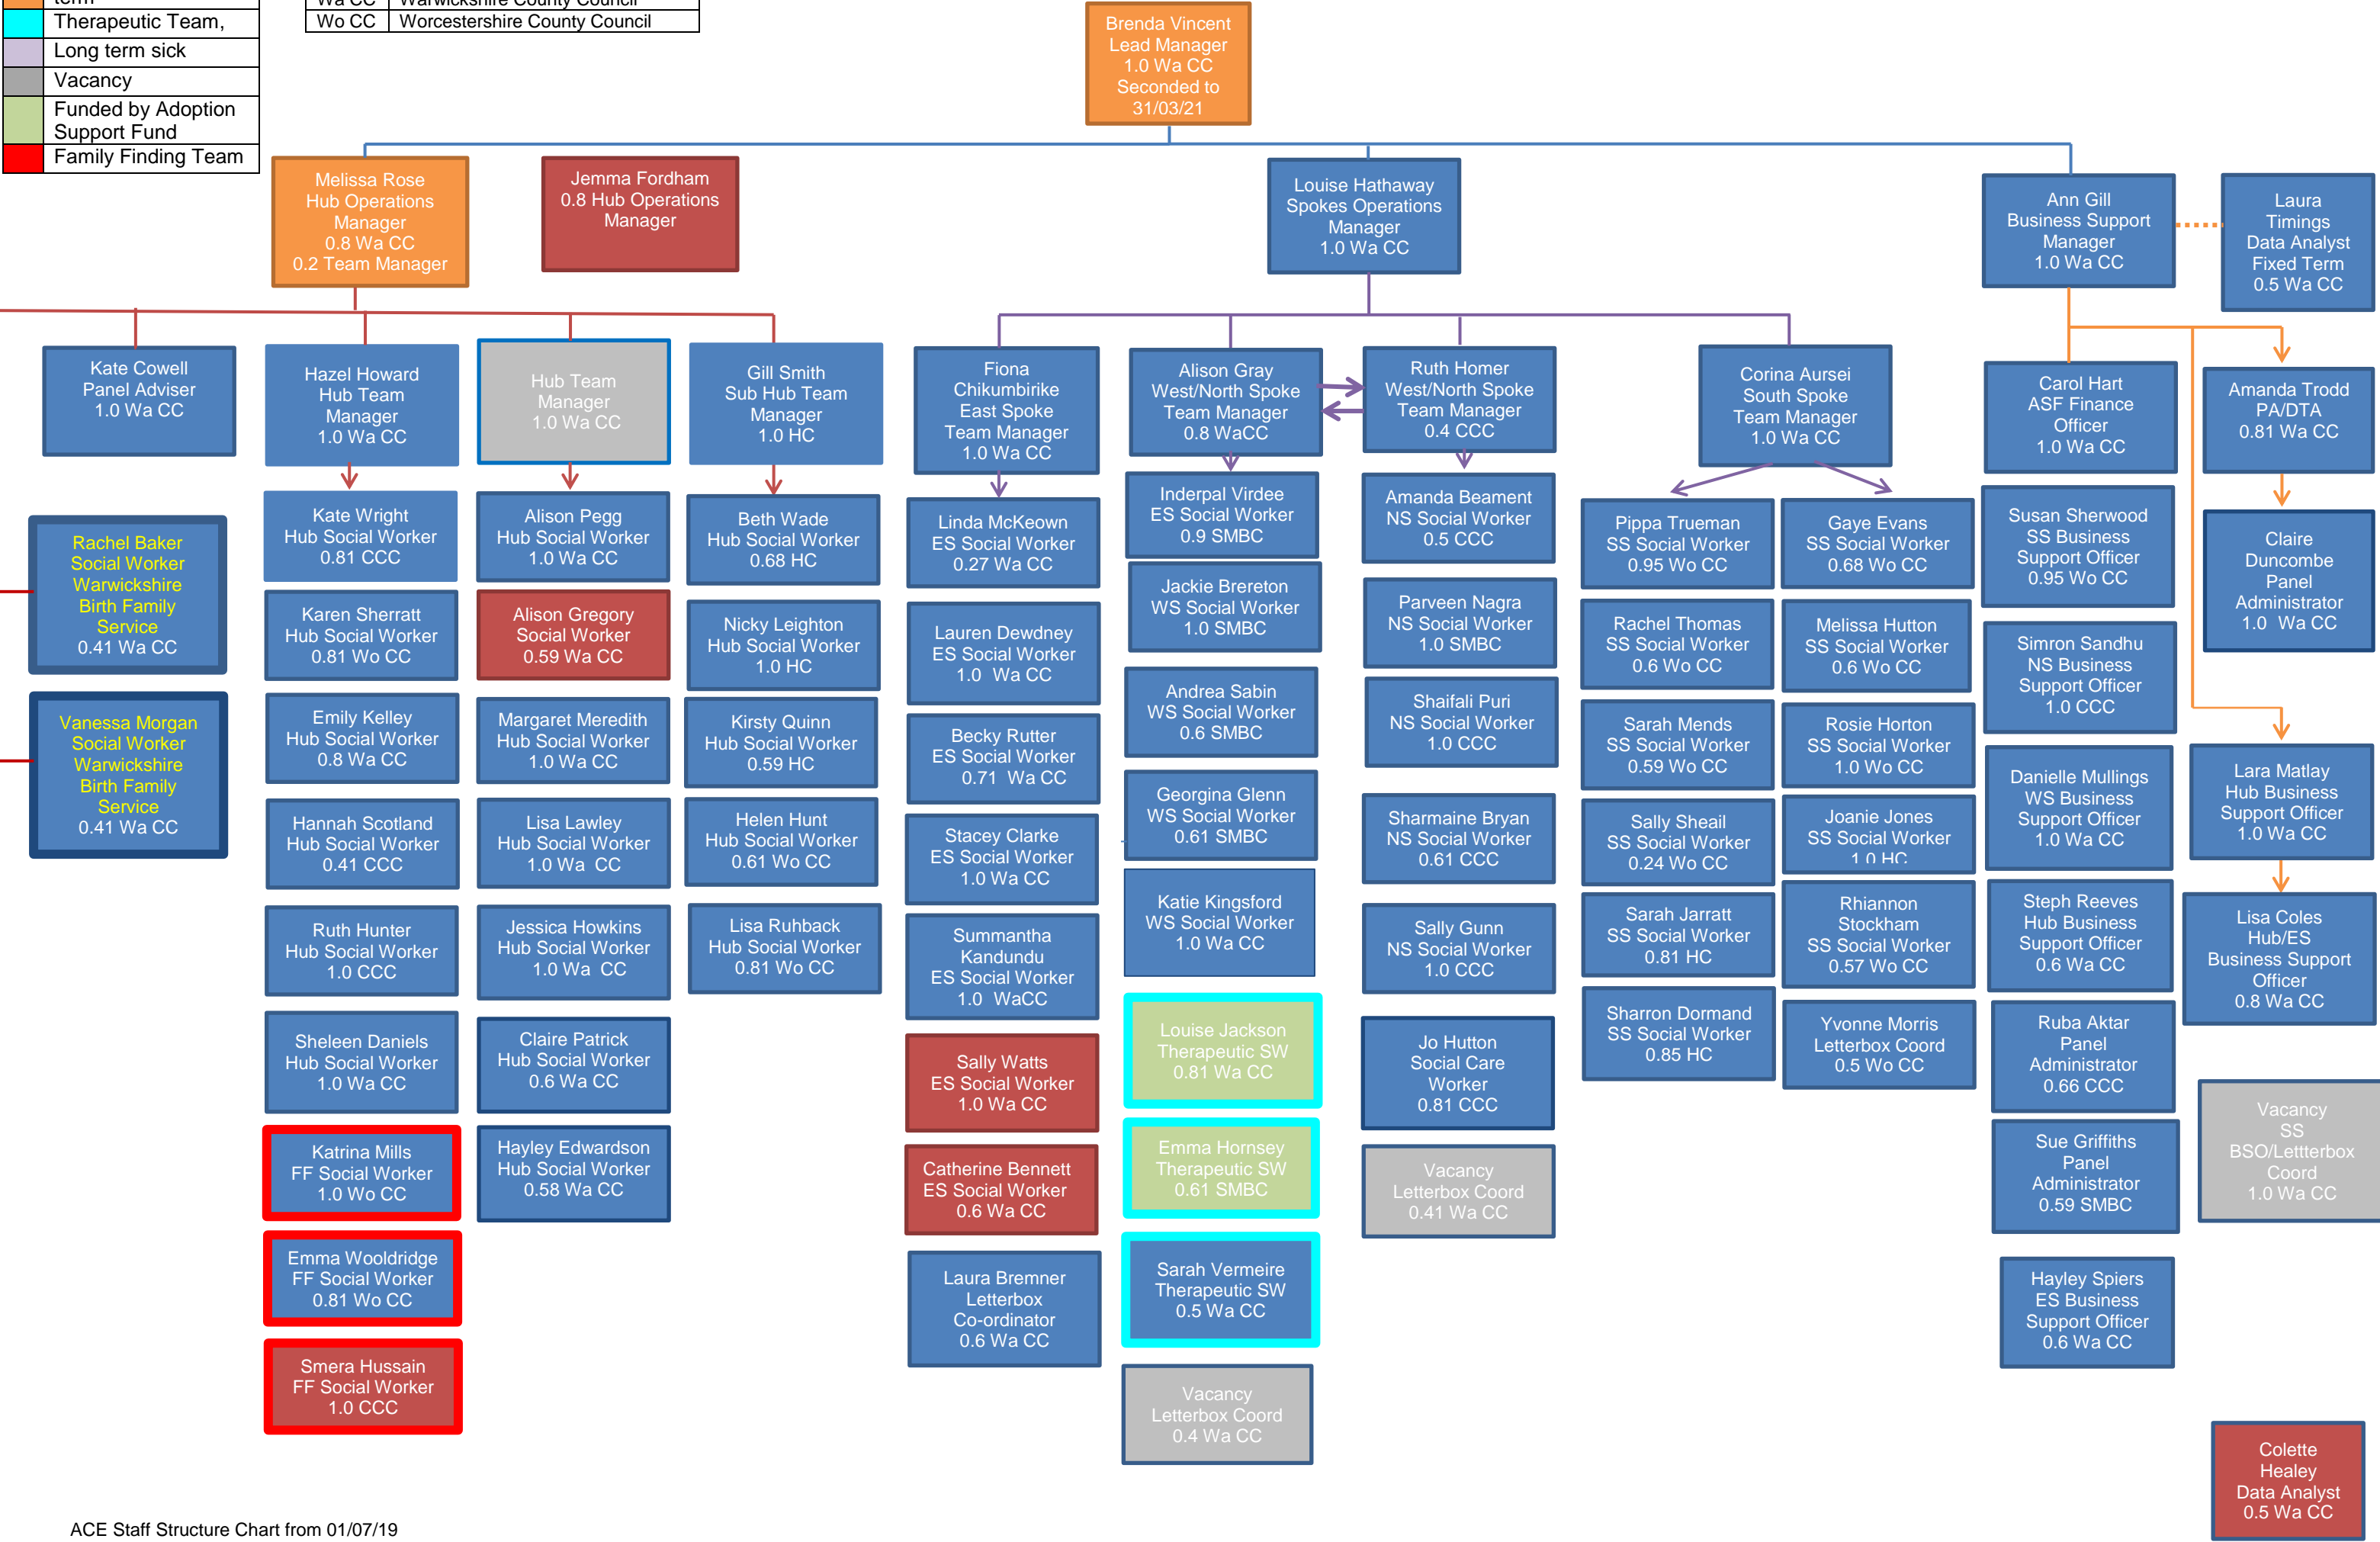 term
Therapeutic Team,
Long term sick
Vacancy
Funded by Adoption
Support Fund
Family Finding Team
Wa CC Warwickshire County Council
Wo CC Worcestershire County Council
Brenda Vincent
Lead Manager
1.0 Wa CC
Seconded to
31/03/21
Melissa Rose
Hub Operations
Manager
0.8 Wa CC
0.2 Team Manager
Jemma Fordham
0.8 Hub Operations
Manager
Louise Hathaway
Spokes Operations
Manager
1.0 Wa CC
Ann Gill
Business Support
Manager
1.0 Wa CC
Laura
Timings
Data Analyst
Fixed Term
0.5 Wa CC
Kate Cowell
Panel Adviser
1.0 Wa CC
Hazel Howard
Hub Team
Manager
1.0 Wa CC
Hub Team
Manager
1.0 Wa CC
Gill Smith
Sub Hub Team
Manager
1.0 HC
Fiona
Chikumbirike
East Spoke
Team Manager
1.0 Wa CC
Alison Gray
West/North Spoke
Team Manager
0.8 WaCC
Ruth Homer
West/North Spoke
Team Manager
0.4 CCC
Corina Aursei
South Spoke
Team Manager
1.0 Wa CC
Carol Hart
ASF Finance
Officer
1.0 Wa CC
Amanda Trodd
PA/DTA
0.81 Wa CC
Rachel Baker
Social Worker
Warwickshire
Birth Family
Service
0.41 Wa CC
Vanessa Morgan
Social Worker
Warwickshire
Birth Family
Service
0.41 Wa CC
Kate Wright
Hub Social Worker
0.81 CCC
Karen Sherratt
Hub Social Worker
0.81 Wo CC
Emily Kelley
Hub Social Worker
0.8 Wa CC
Hannah Scotland
Hub Social Worker
0.41 CCC
Ruth Hunter
Hub Social Worker
1.0 CCC
Sheleen Daniels
Hub Social Worker
1.0 Wa CC
Katrina Mills
FF Social Worker
1.0 Wo CC
Emma Wooldridge
FF Social Worker
0.81 Wo CC
Smera Hussain
FF Social Worker
1.0 CCC
Alison Pegg
Hub Social Worker
1.0 Wa CC
Alison Gregory
Social Worker
0.59 Wa CC
Margaret Meredith
Hub Social Worker
1.0 Wa CC
Lisa Lawley
Hub Social Worker
1.0 Wa CC
Jessica Howkins
Hub Social Worker
1.0 Wa CC
Claire Patrick
Hub Social Worker
0.6 Wa CC
Hayley Edwardson
Hub Social Worker
0.58 Wa CC
Beth Wade
Hub Social Worker
0.68 HC
Nicky Leighton
Hub Social Worker
1.0 HC
Kirsty Quinn
Hub Social Worker
0.59 HC
Helen Hunt
Hub Social Worker
0.61 Wo CC
Lisa Ruhback
Hub Social Worker
0.81 Wo CC
Linda McKeown
ES Social Worker
0.27 Wa CC
Lauren Dewdney
ES Social Worker
1.0 Wa CC
Becky Rutter
ES Social Worker
0.71 Wa CC
Stacey Clarke
ES Social Worker
1.0 Wa CC
Summantha
Kandundu
ES Social Worker
1.0 WaCC
Sally Watts
ES Social Worker
1.0 Wa CC
Catherine Bennett
ES Social Worker
0.6 Wa CC
Laura Bremner
Letterbox
Co-ordinator
0.6 Wa CC
Inderpal Virdee
ES Social Worker
0.9 SMBC
Jackie Brereton
WS Social Worker
1.0 SMBC
Andrea Sabin
WS Social Worker
0.6 SMBC
Georgina Glenn
WS Social Worker
0.61 SMBC
Katie Kingsford
WS Social Worker
1.0 Wa CC
Louise Jackson
Therapeutic SW
0.81 Wa CC
Emma Hornsey
Therapeutic SW
0.61 SMBC
Sarah Vermeire
Therapeutic SW
0.5 Wa CC
Vacancy
Letterbox Coord
0.4 Wa CC
Amanda Beament
NS Social Worker
0.5 CCC
Parveen Nagra
NS Social Worker
1.0 SMBC
Shaifali Puri
NS Social Worker
1.0 CCC
Sharmaine Bryan
NS Social Worker
0.61 CCC
Sally Gunn
NS Social Worker
1.0 CCC
Jo Hutton
Social Care
Worker
0.81 CCC
Vacancy
Letterbox Coord
0.41 Wa CC
Pippa Trueman
SS Social Worker
0.95 Wo CC
Rachel Thomas
SS Social Worker
0.6 Wo CC
Sarah Mends
SS Social Worker
0.59 Wo CC
Sally Sheail
SS Social Worker
0.24 Wo CC
Sarah Jarratt
SS Social Worker
0.81 HC
Sharron Dormand
SS Social Worker
0.85 HC
Gaye Evans
SS Social Worker
0.68 Wo CC
Melissa Hutton
SS Social Worker
0.6 Wo CC
Rosie Horton
SS Social Worker
1.0 Wo CC
Joanie Jones
SS Social Worker
1.0 HC
Rhiannon
Stockham
SS Social Worker
0.57 Wo CC
Yvonne Morris
Letterbox Coord
0.5 Wo CC
Susan Sherwood
SS Business
Support Officer
0.95 Wo CC
Simron Sandhu
NS Business
Support Officer
1.0 CCC
Danielle Mullings
WS Business
Support Officer
1.0 Wa CC
Steph Reeves
Hub Business
Support Officer
0.6 Wa CC
Ruba Aktar
Panel
Administrator
0.66 CCC
Sue Griffiths
Panel
Administrator
0.59 SMBC
Hayley Spiers
ES Business
Support Officer
0.6 Wa CC
Claire
Duncombe
Panel
Administrator
1.0 Wa CC
Lara Matlay
Hub Business
Support Officer
1.0 Wa CC
Lisa Coles
Hub/ES
Business Support
Officer
0.8 Wa CC
Vacancy
SS
BSO/Lettterbox
Coord
1.0 Wa CC
Colette
Healey
Data Analyst
0.5 Wa CC
ACE Staff Structure Chart from 01/07/19